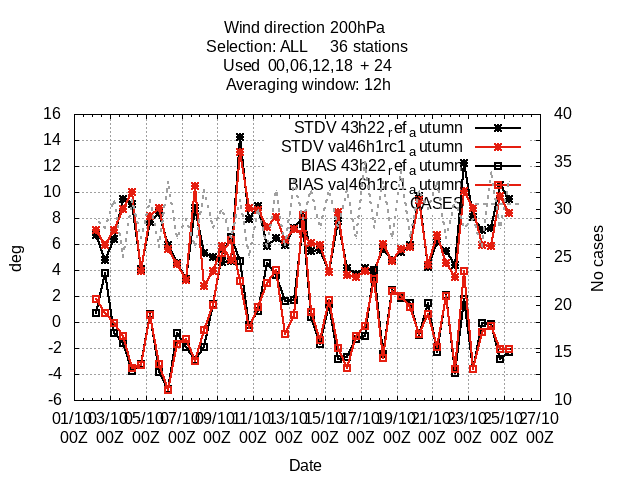 Wind direction 200hPa
Selection: ALL 36 stations
Used 00,06,12,18 + 24
Averaging window: 12h
STDV 43h22_ref_autumn
STDV val46h1rc1_autumn
BIAS 43h22_ref_autumn
BIAS val46h1rc1_autumn
CASES
16 14 12 10 8 6 4 2 0 -2 -4 -6
deg
40 35 30 25 20 15 10
No cases
01/10 03/10 05/10 07/10 09/10 11/10 13/10 15/10 17/10 19/10 21/10 23/10 25/10 27/10
00Z 00Z 00Z 00Z 00Z 00Z 00Z 00Z 00Z 00Z 00Z 00Z 00Z 00Z
Date